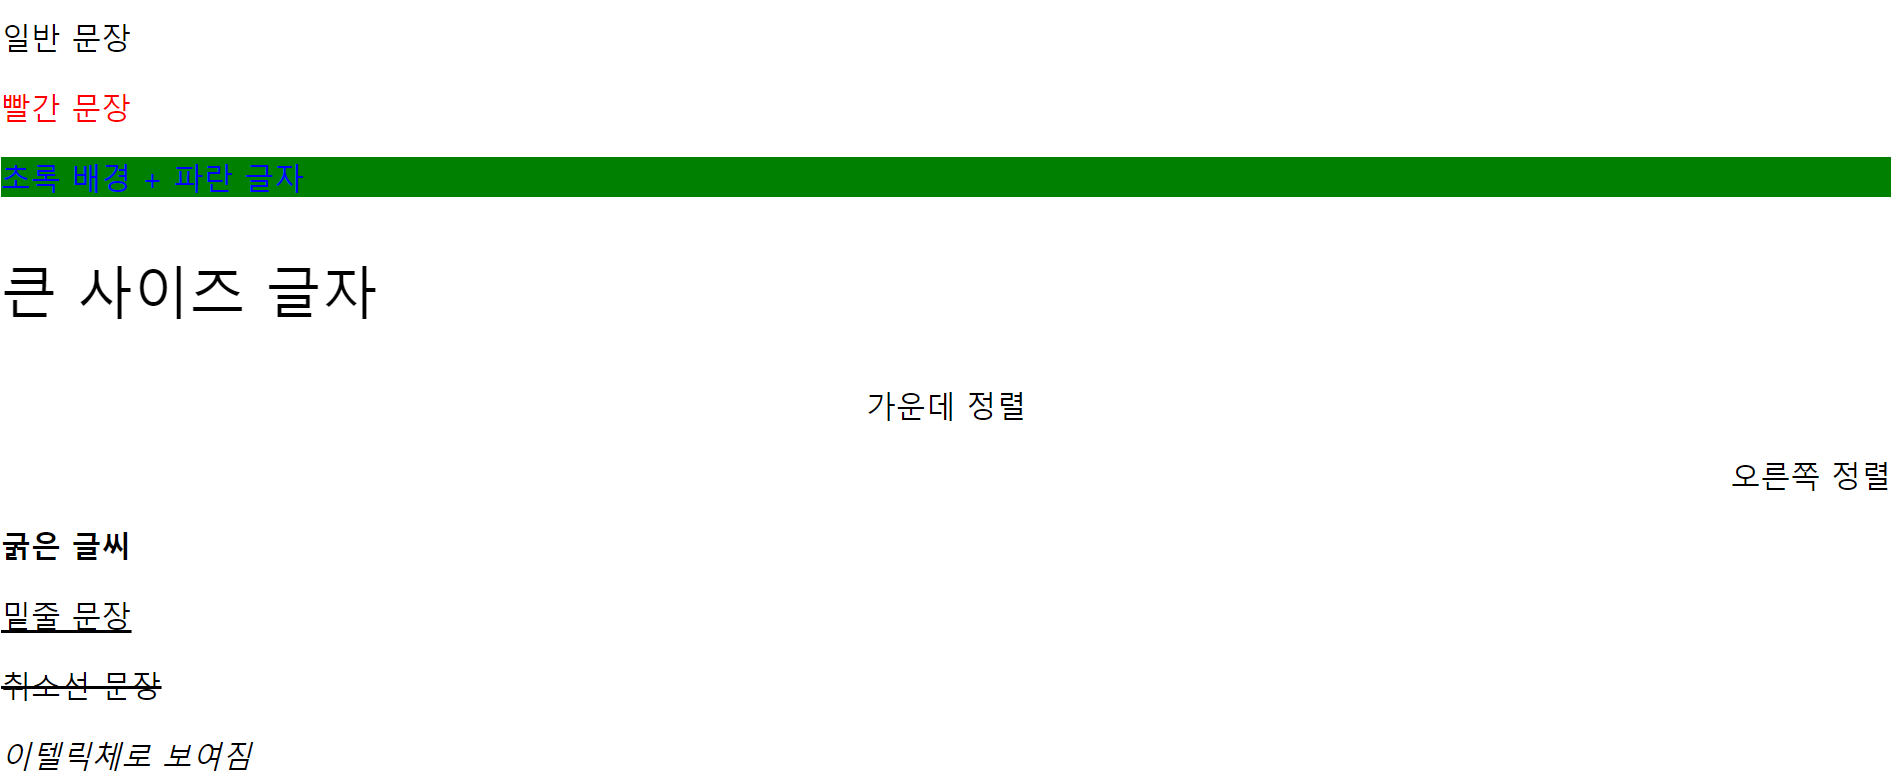 일반 문장
빨간 문장
초록 배경 + 파란 글자
큰 사이즈 글자
가운데 정렬
오른쪽 정렬
굵은 글씨
밑줄 문장
취소선 문장
이텔릭체로 보여짐